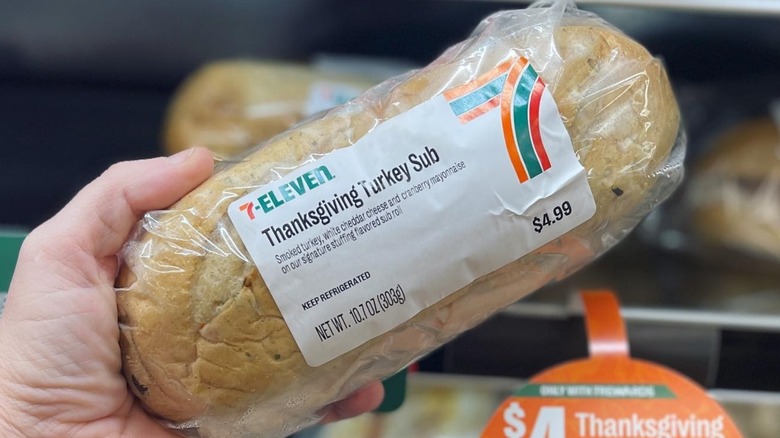 7-ELEVEN.
Thanksgiving Turkey Sub
Smoked turkey, white cheddar cheese and cranberry mayonnaise
on our signature stuffing flavored sub roll
$4.99
KEEP REFRIGERATED
NET WT. 10.7 OZ (303g)
ONLY WITH 7REWARDS
$4 Thanksgiving